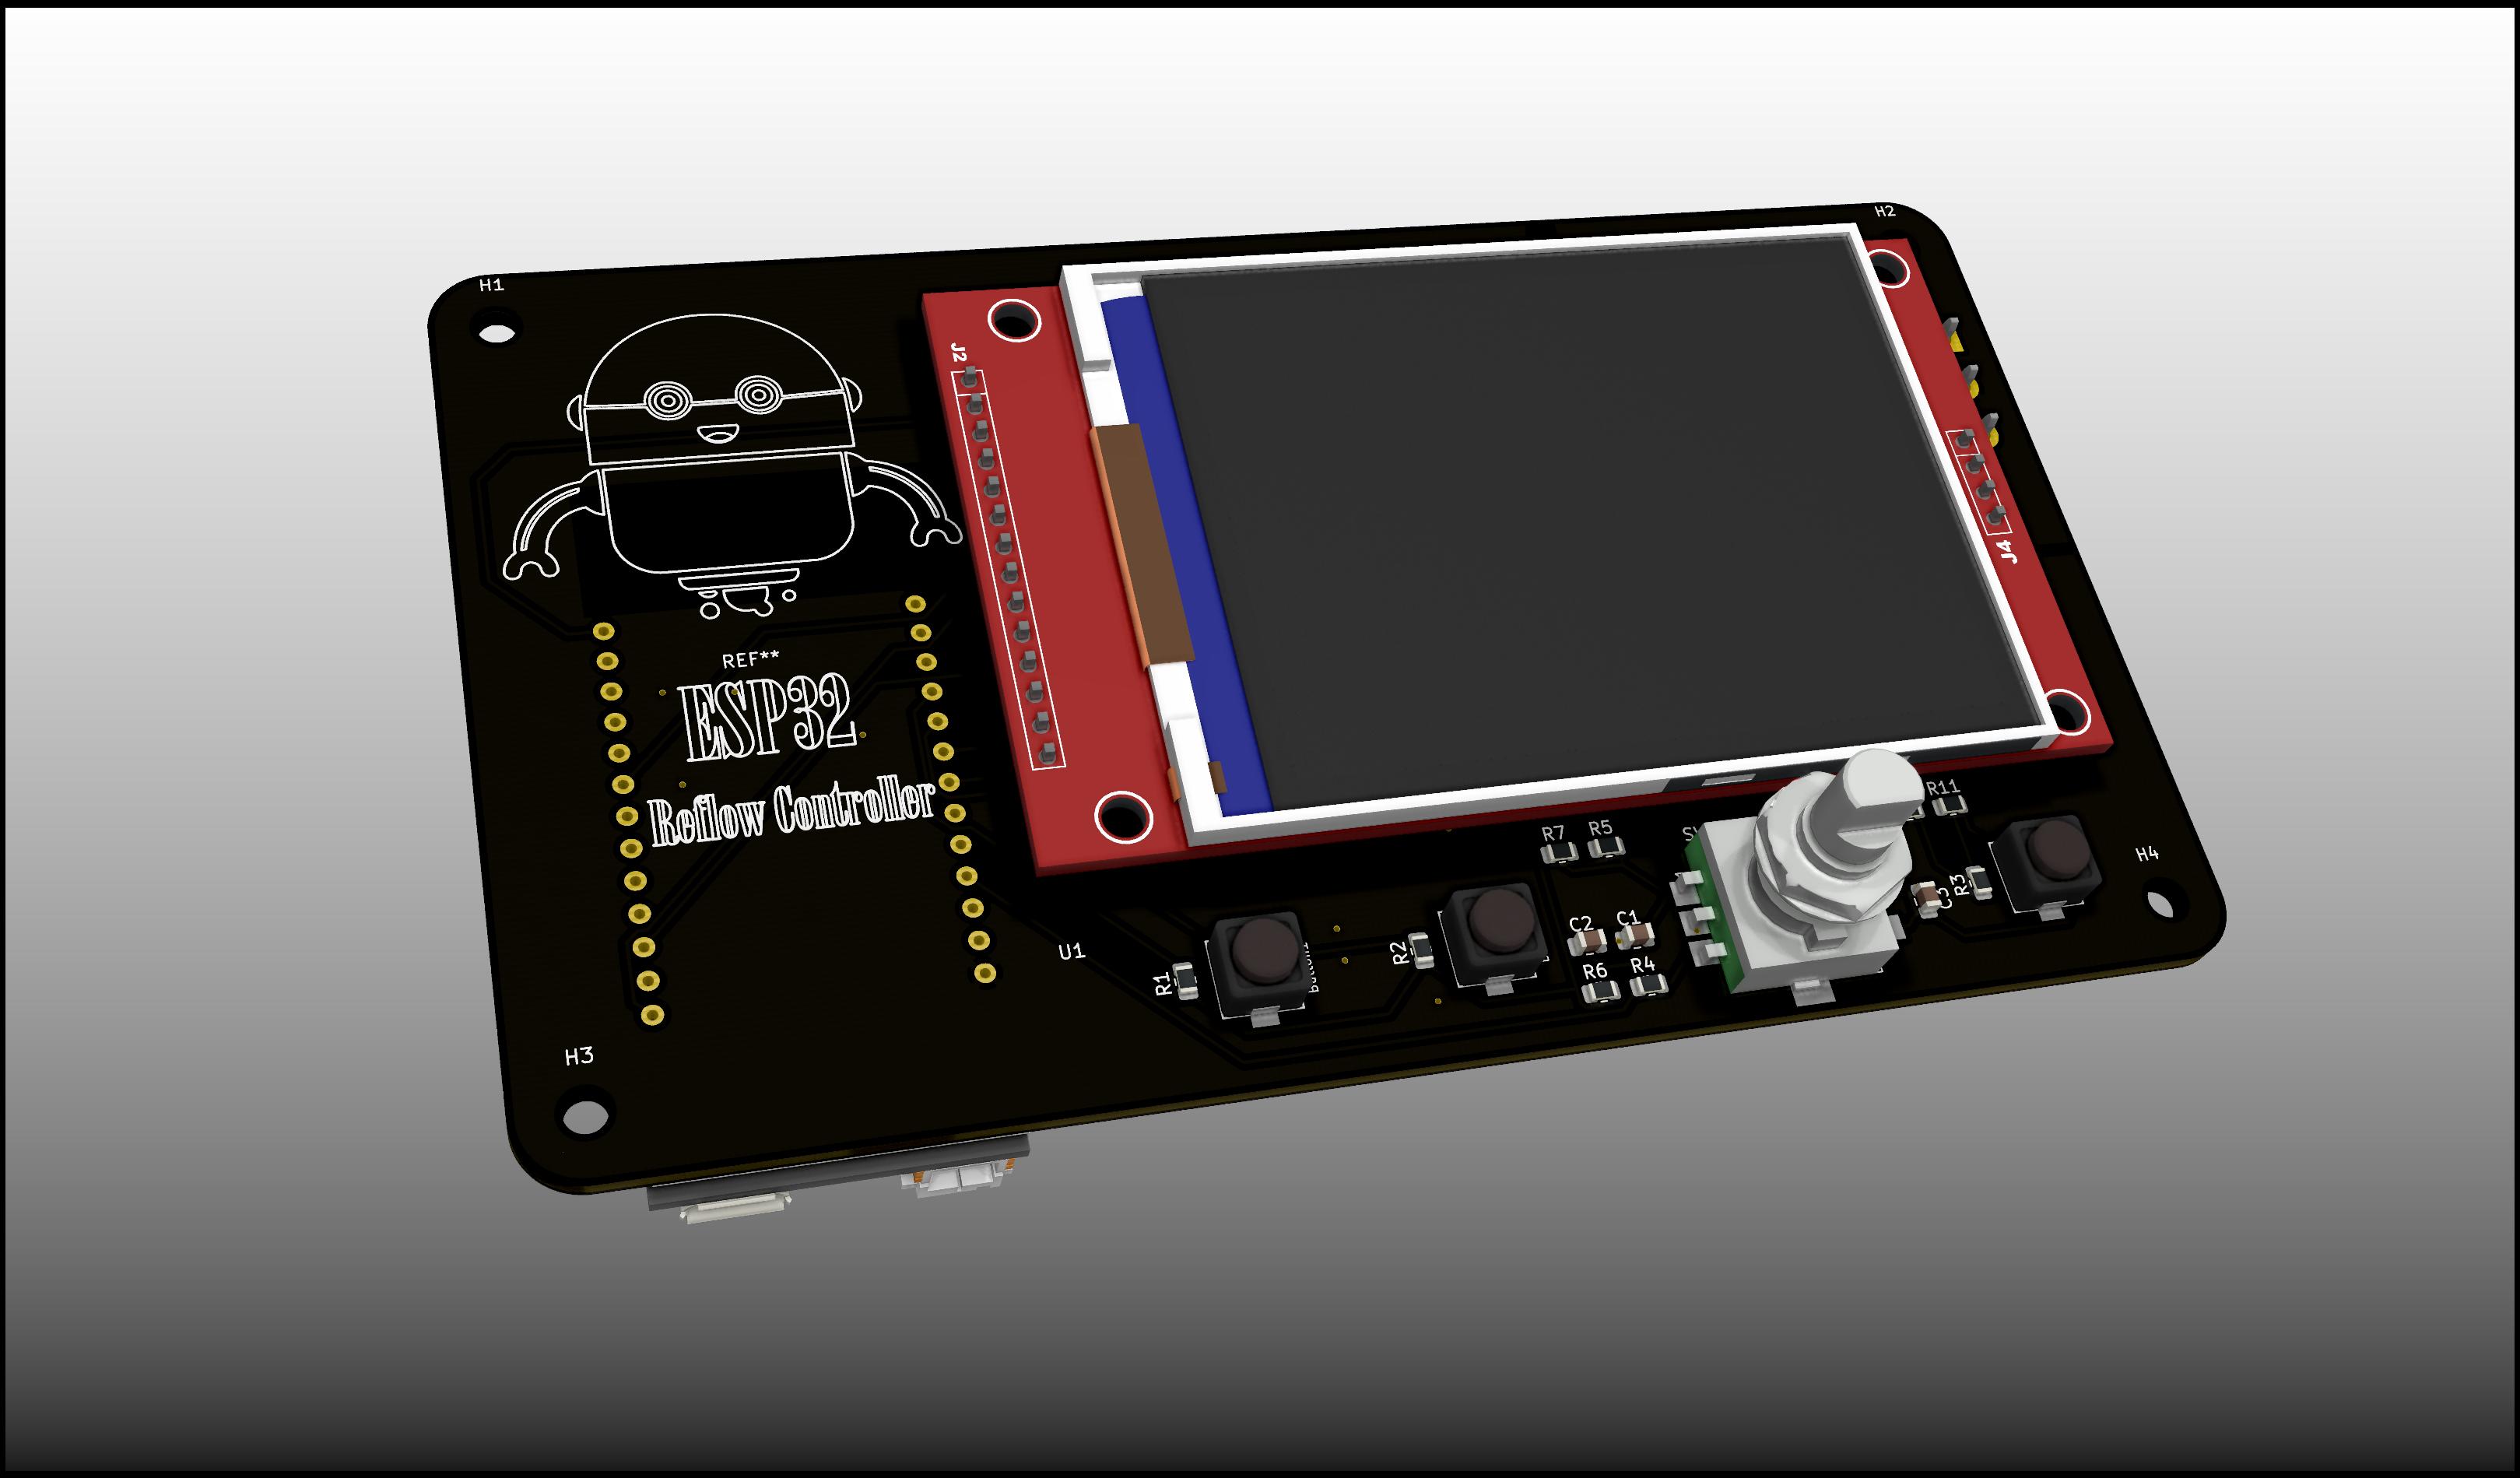 H1
H2
J2
J4
REF**
ESP32
Reflow Controller
R11
R7
R5
H4
C2
C1
C3
R3
U1
R1
R2
R6
R4
H3